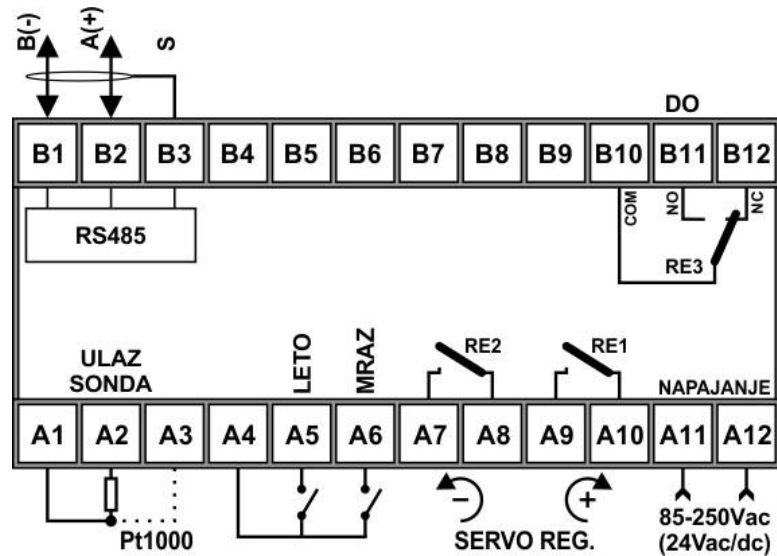 B(-) A(+) S
DO
B1 B2 B3 B4 B5 B6 B7 B8 B9 B10 B11 B12
RS485
COM NO NC
RE3
ULAZ
SONDA
LETO
MRAZ
RE2
RE1
NAPAJANJE
A1 A2 A3 A4 A5 A6 A7 A8 A9 A10 A11 A12
Pt1000
- +
SERVO REG.
85-250Vac
(24Vac/dc)